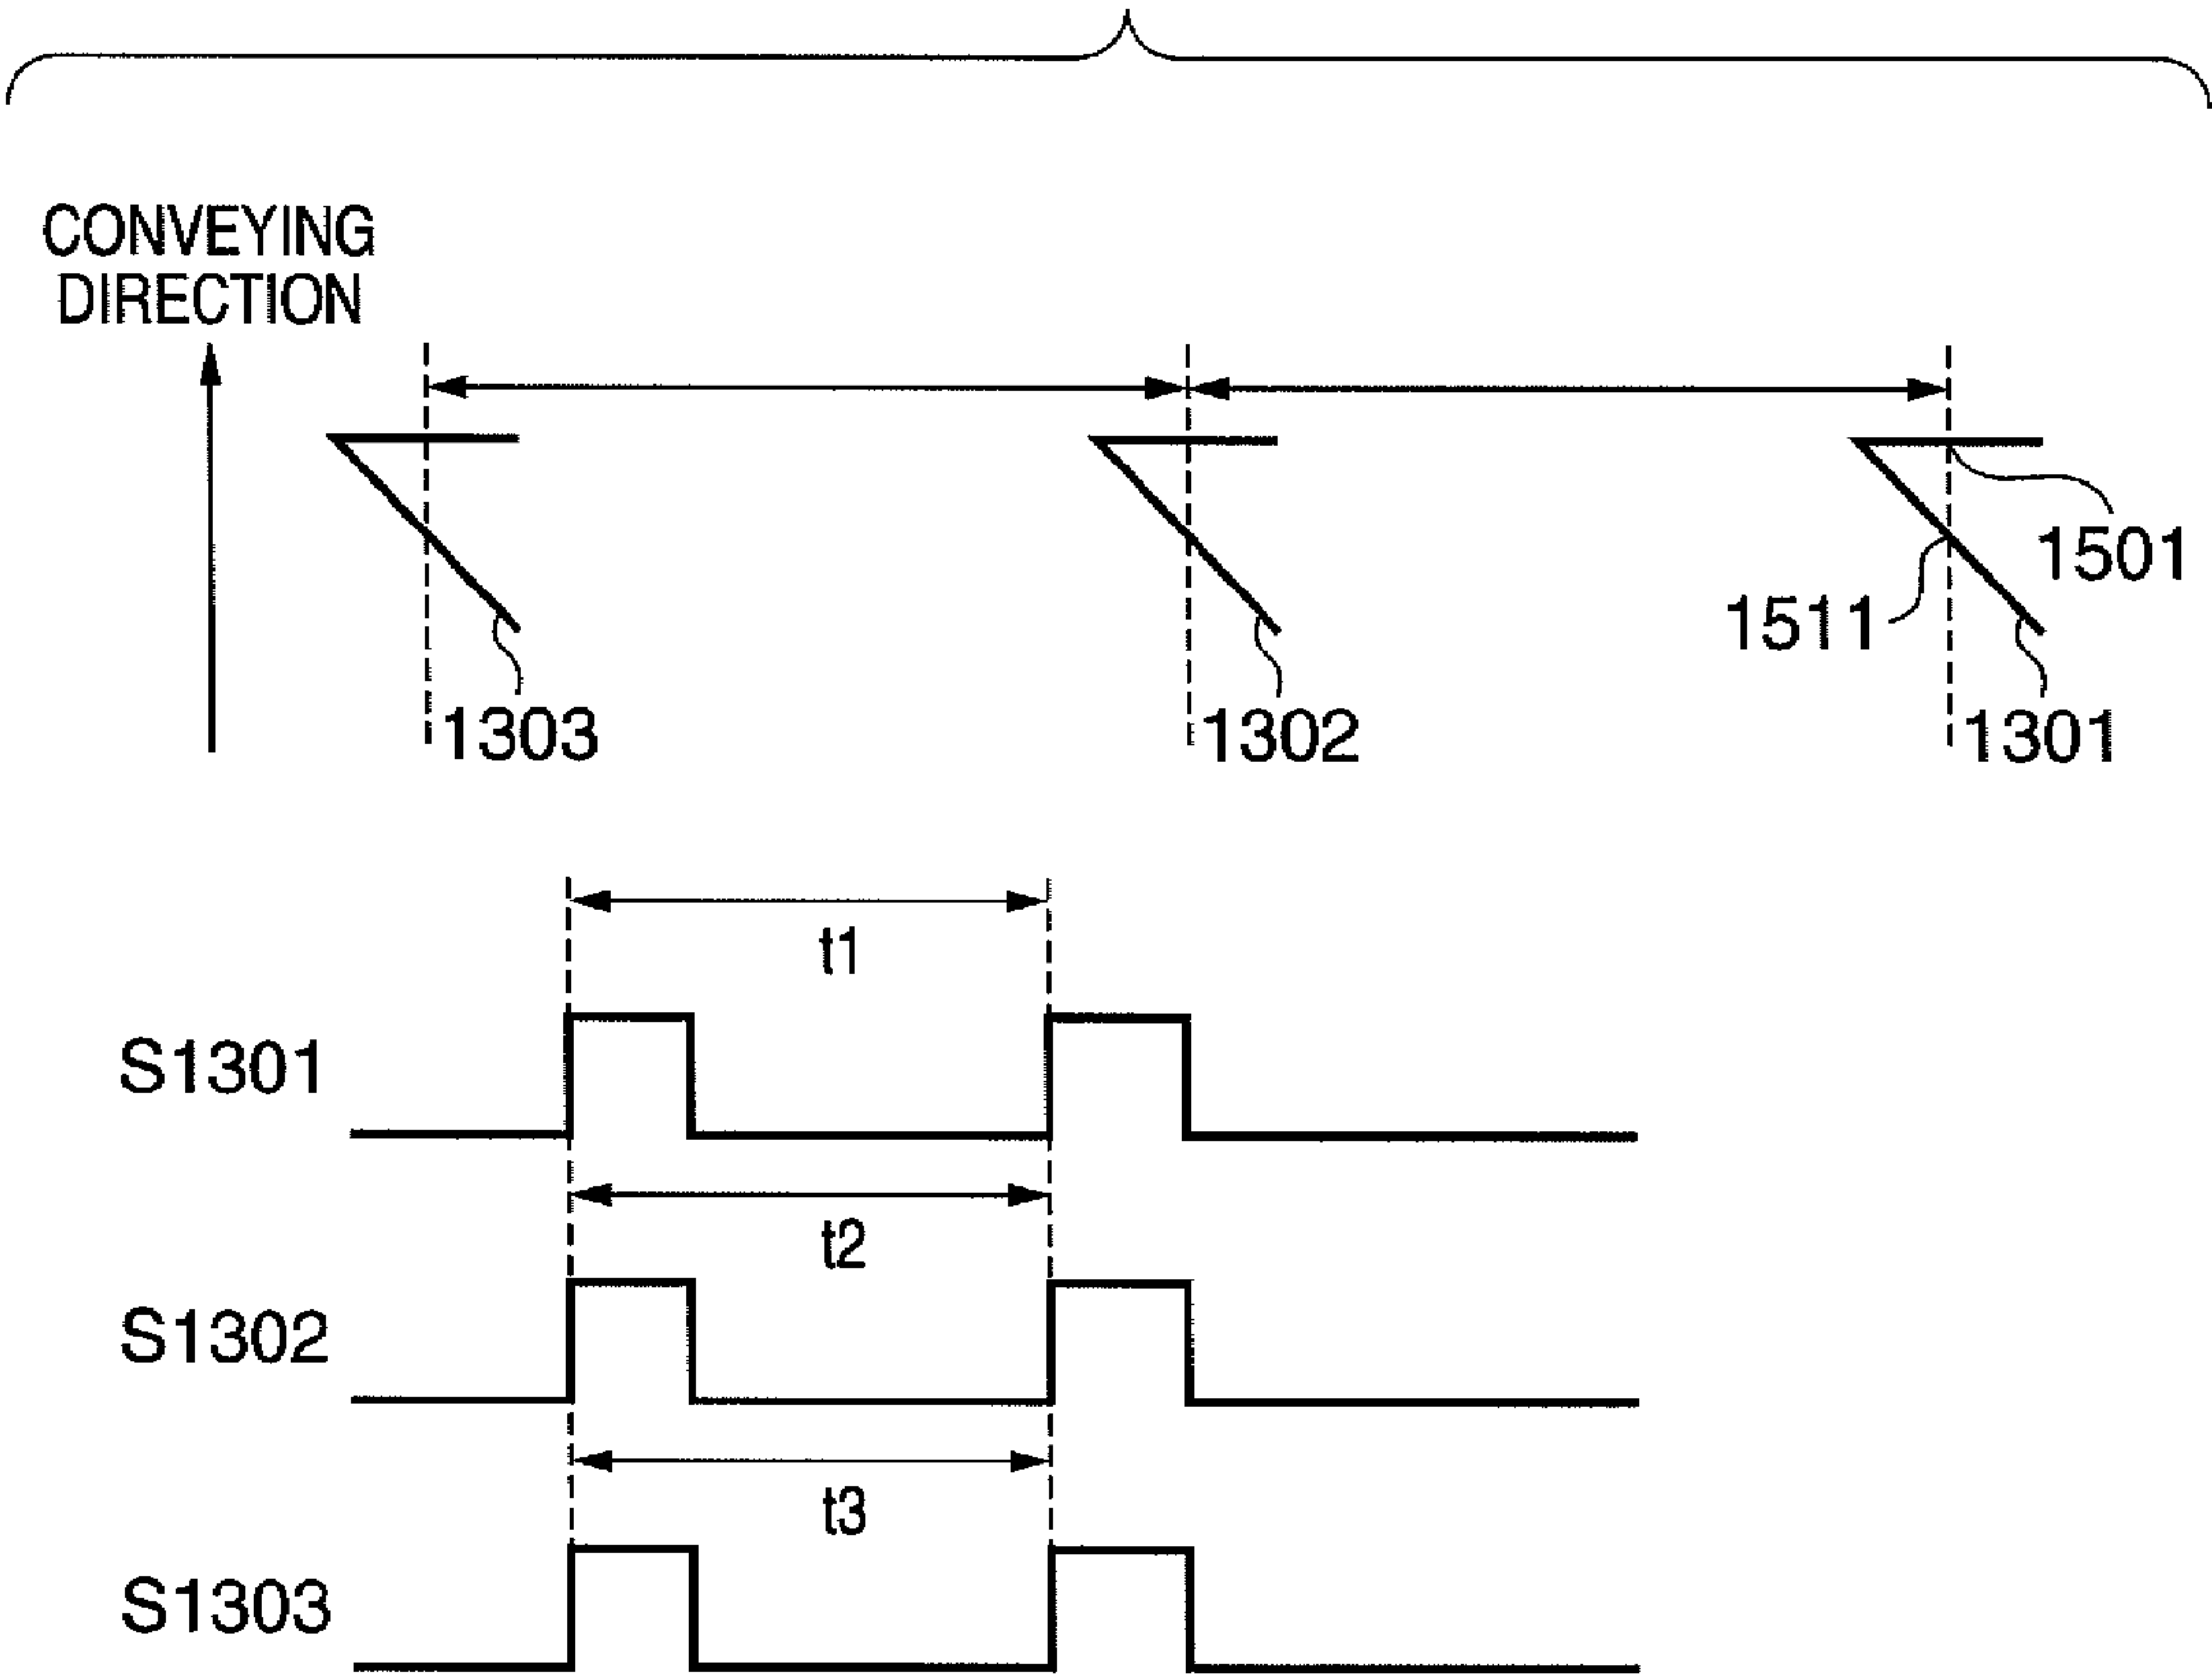 CONVEYING
DIRECTION
1501
1511
1303
1302
1301
t1
S1301
t2
S1302
t3
S1303